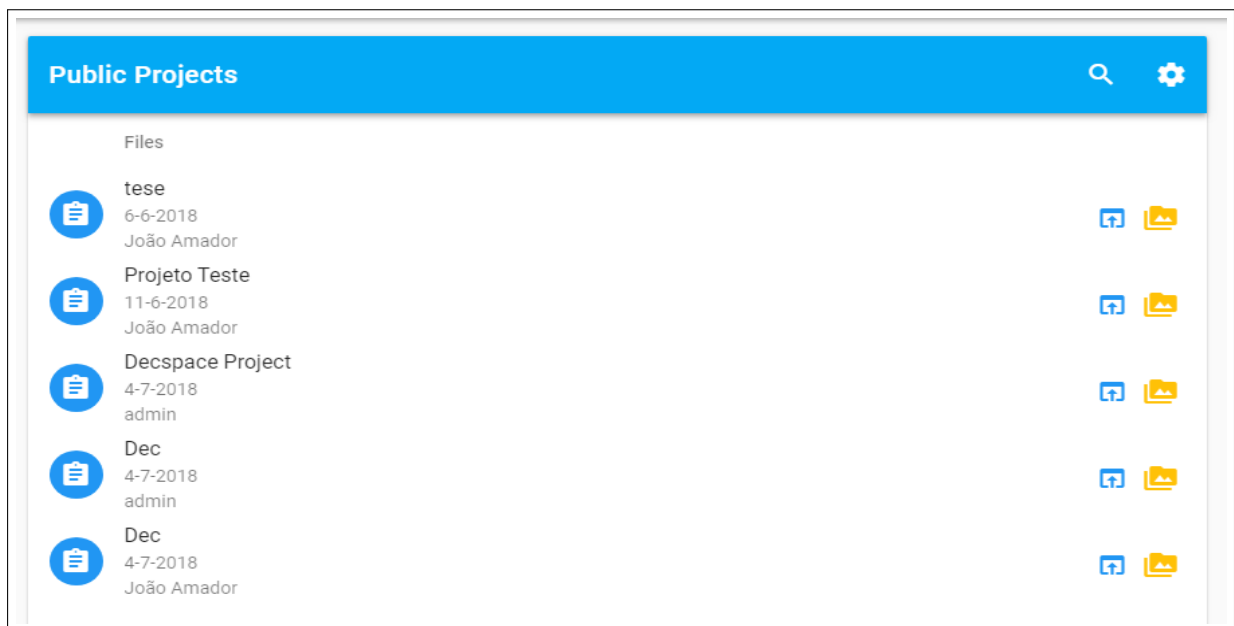 Public Projects
Files
tese
6-6-2018
João Amador
Projeto Teste
11-6-2018
João Amador
Decspace Project
4-7-2018
admin
Dec
4-7-2018
admin
Dec
4-7-2018
João Amador